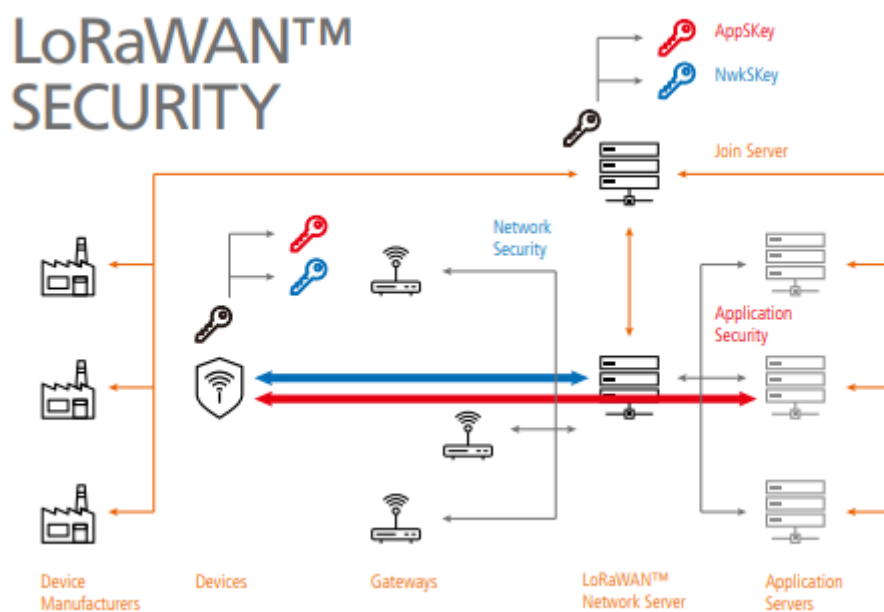 LoRaWAN™
SECURITY
AppSKey
NwkSKey
Join Server
Network
Security
Application
Security
Device
Manufacturers
Devices
Gateways
LoRaWAN™
Network Server
Application
Servers